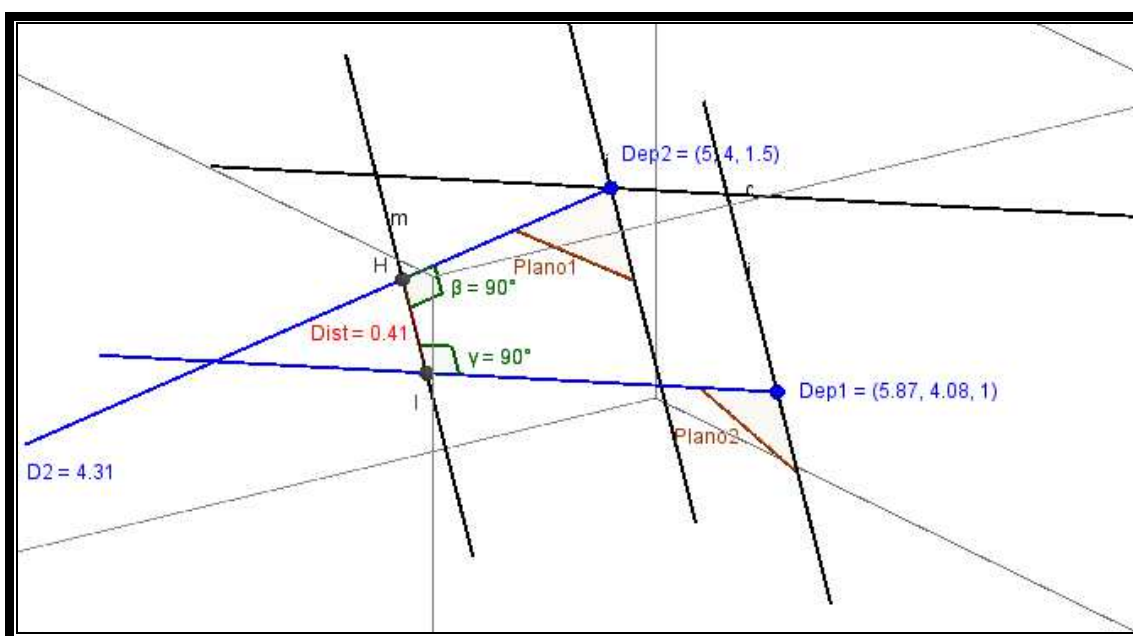 Dep2 = (5, 4, 1.5)
m
H
Plano1
β = 90°
Dist = 0.41
γ = 90°
I
Dep1 = (5.87, 4.08, 1)
Plano2
D2 = 4.31